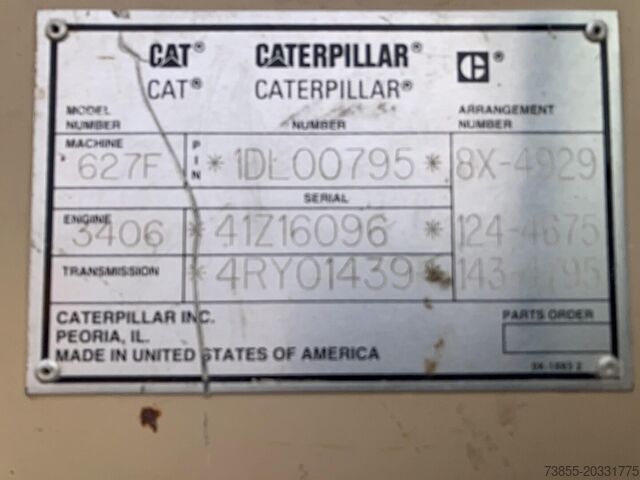 CAT® CATERPILLAR® ®
CAT® CATERPILLAR®
MODEL NUMBER NUMBER ARRANGEMENT NUMBER
MACHINE 627F PIN *1DL00795* 8X-4929
SERIAL
ENGINE 3406 *41Z16096* 124-4675
TRANSMISSION *4RY01439*
CATERPILLAR INC. PARTS ORDER
PEORIA, IL.
MADE IN UNITED STATES OF AMERICA
73855-20331775